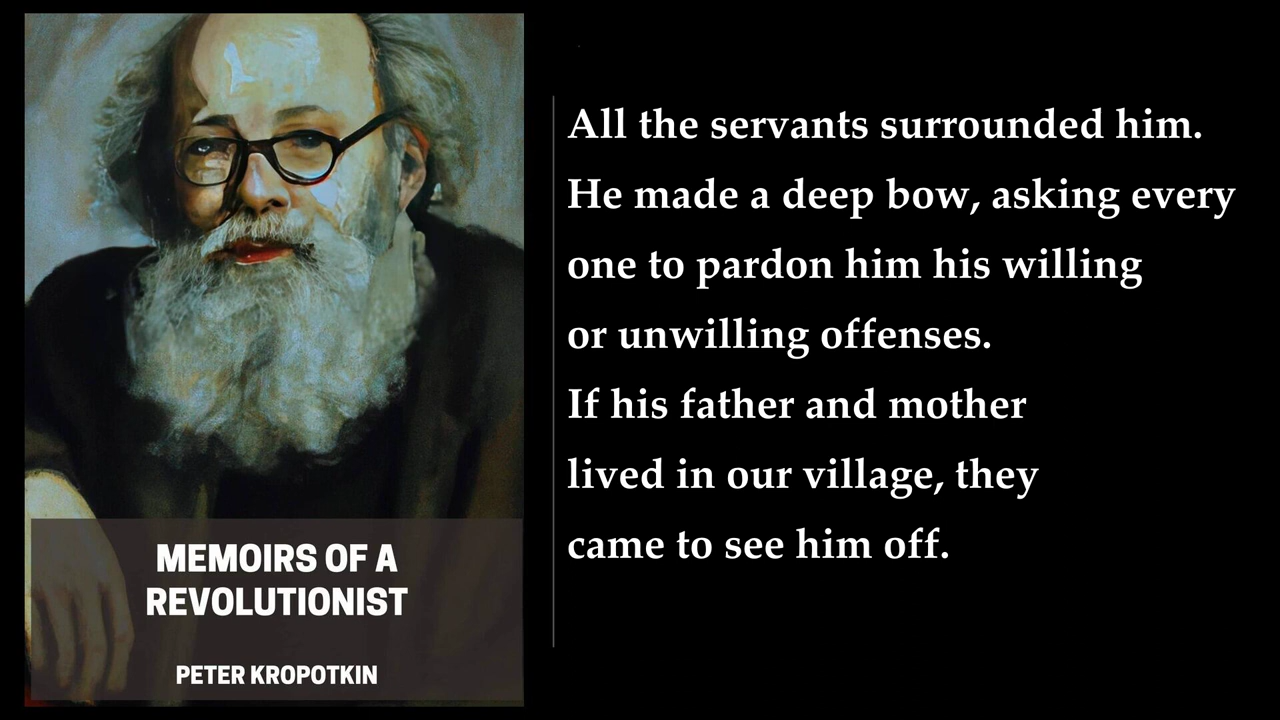 MEMOIRS OF A
REVOLUTIONIST
PETER KROPOTKIN
All the servants surrounded him.
He made a deep bow, asking every
one to pardon him his willing
or unwilling offenses.
If his father and mother
lived in our village, they
came to see him off.